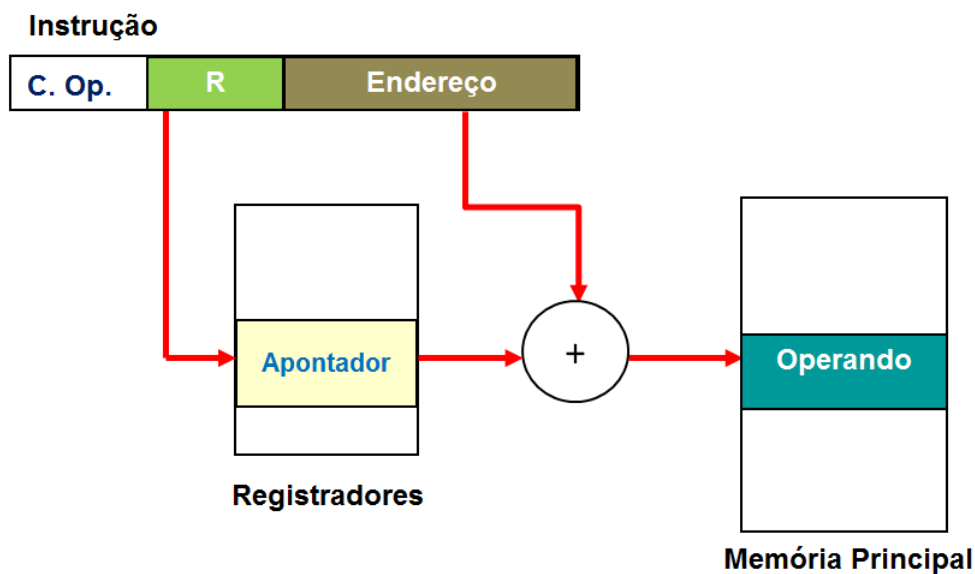 Instrução
C. Op. R Endereço
Apontador + Operando
Registradores
Memória Principal